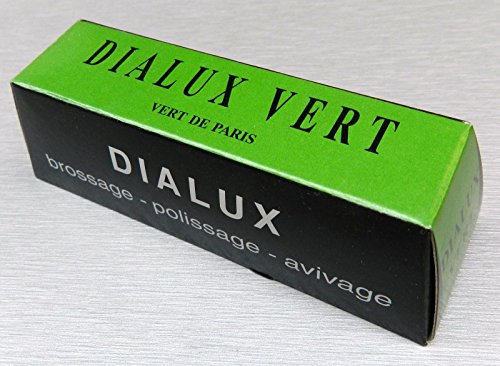 DIALUX VERT
VERT DE PARIS
DIALUX
brossage - polissage - avivage